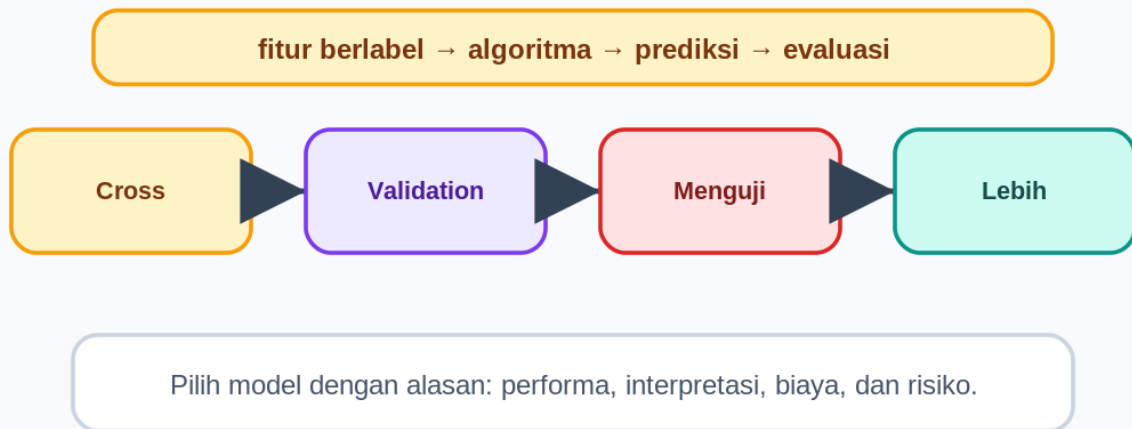 fitur berlabel → algoritma → prediksi → evaluasi
Cross
Validation
Menguji
Lebih
Pilih model dengan alasan: performa, interpretasi, biaya, dan risiko.